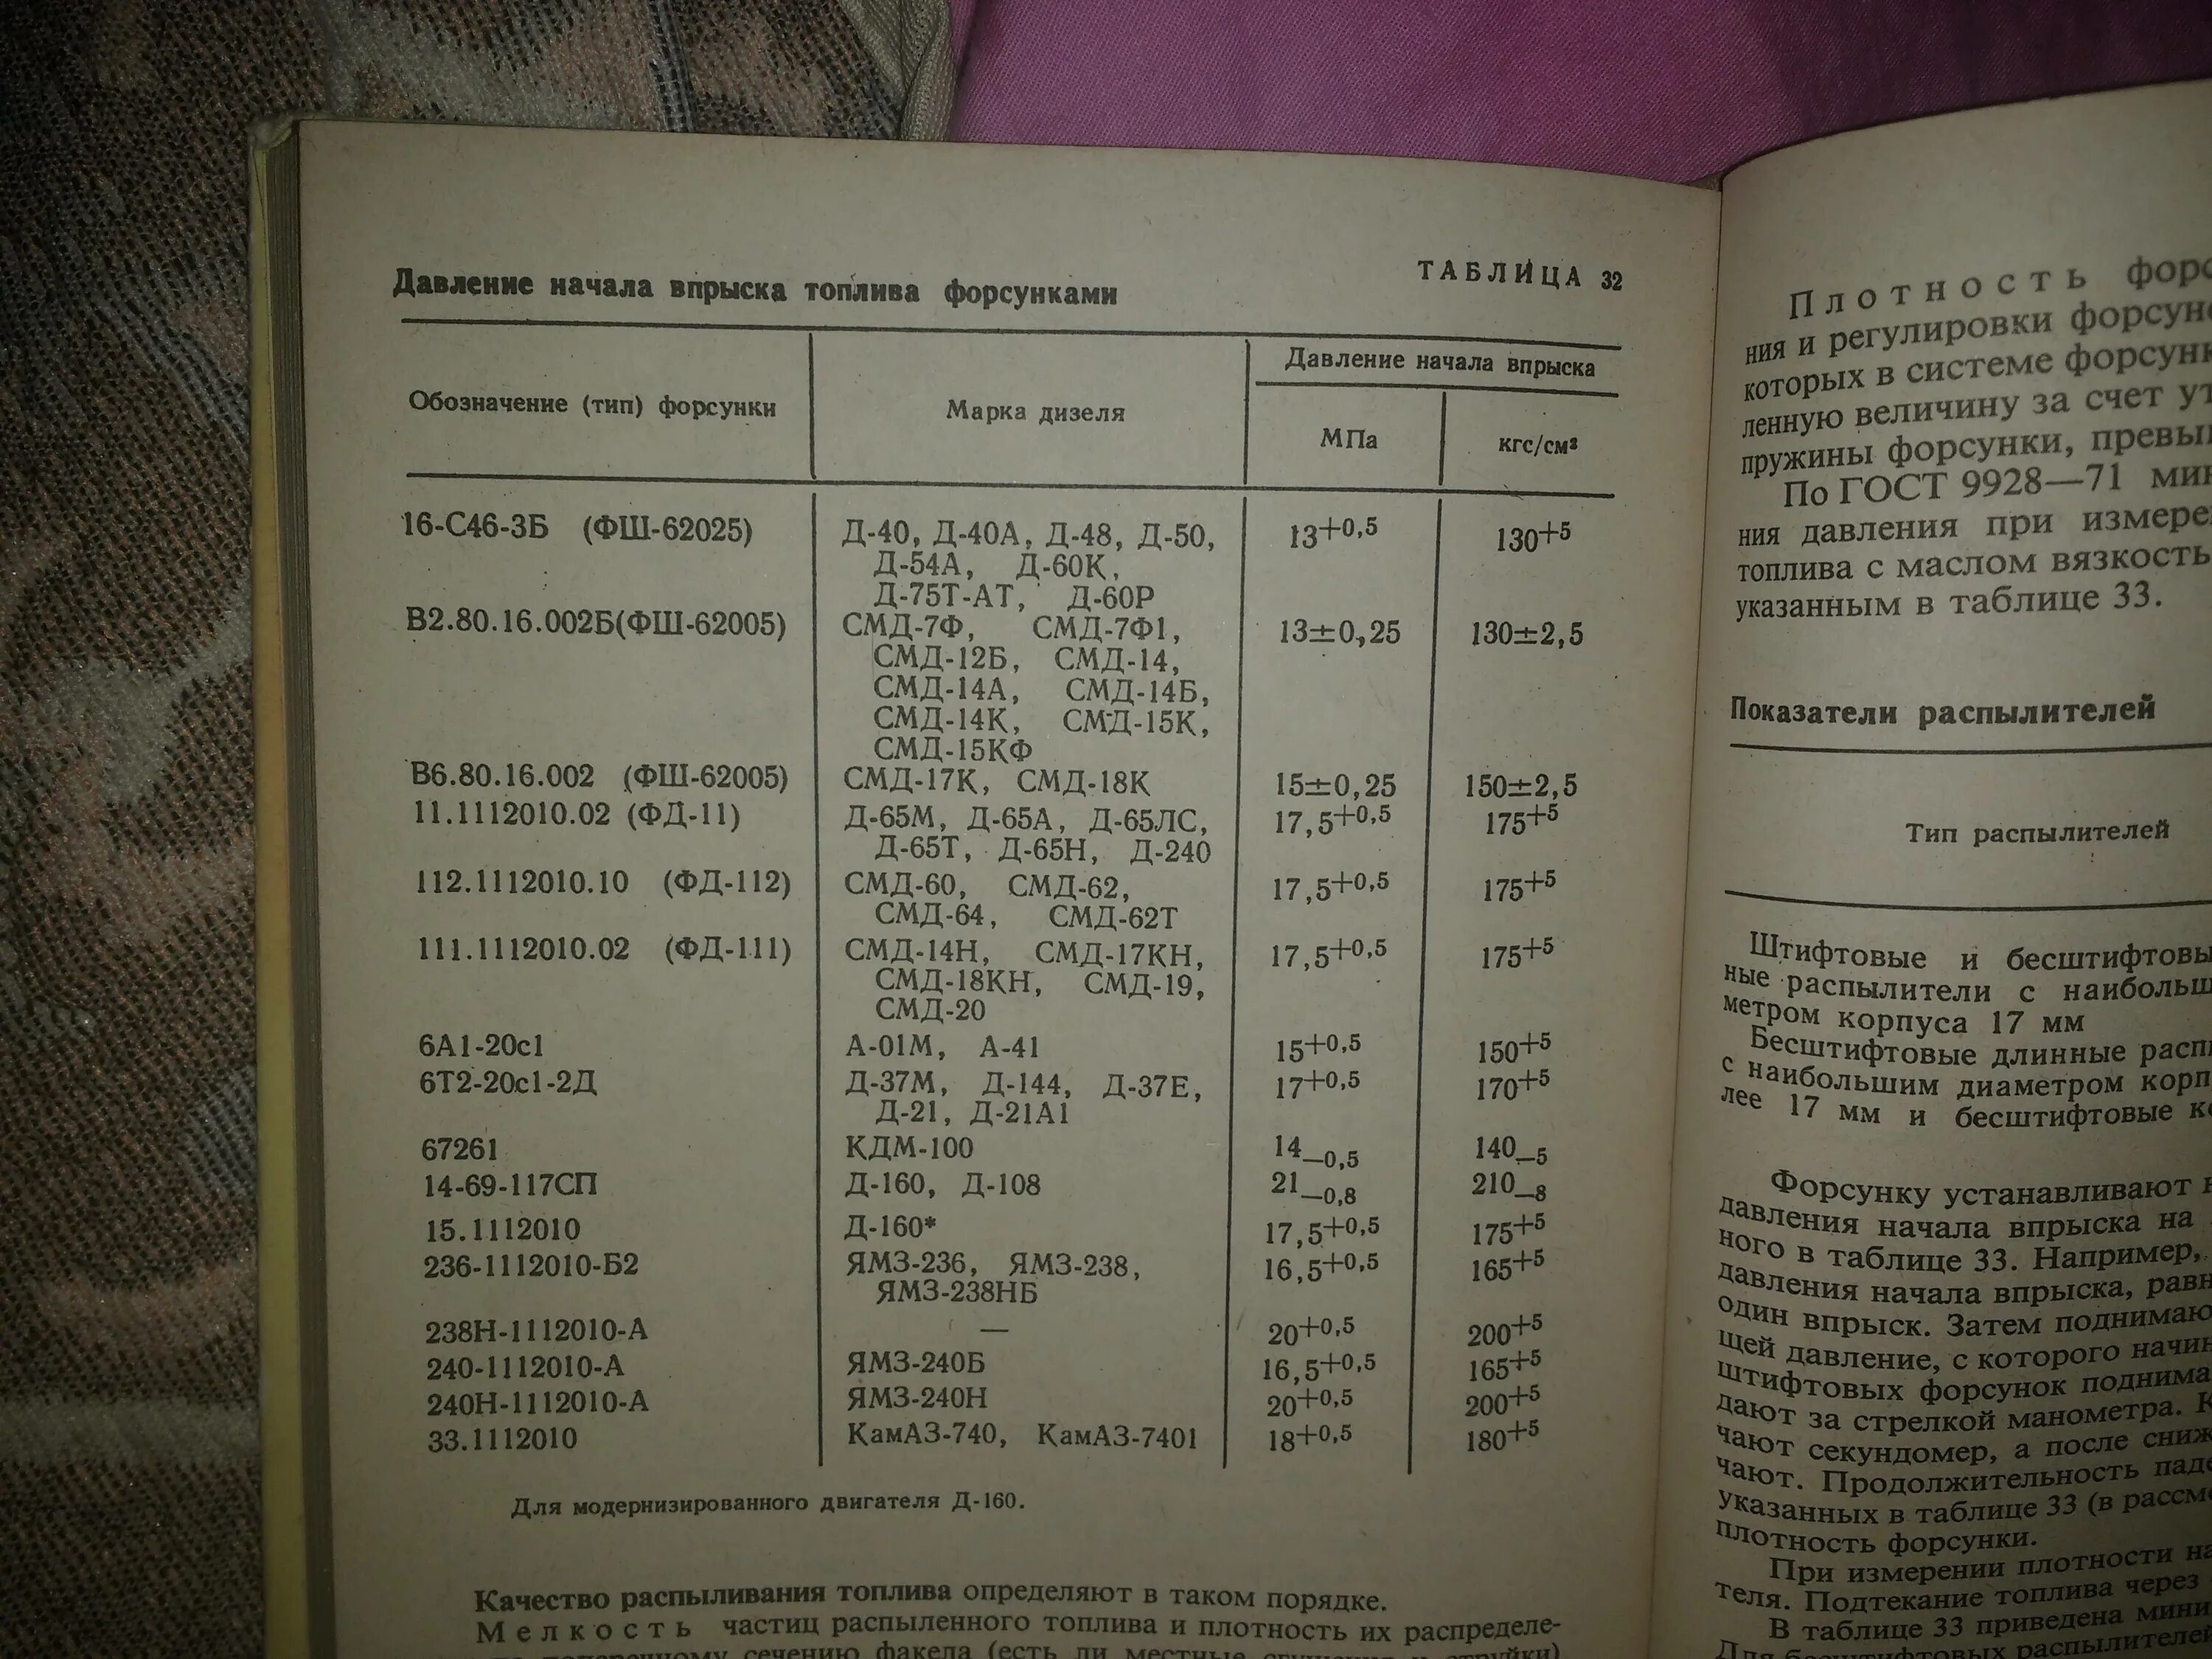 ТАБЛИЦА 32
Давление начала впрыска топлива форсунками
Обозначение (тип) форсунки | Марка дизеля | Давление начала впрыска
МПа | кгс/см²
16-С46-3Б (ФШ-62025) | Д-40, Д-40А, Д-48, Д-50, | 13+0,5 | 130+5
Д-54А, Д-60К,
Д-75Т-АТ, Д-60Р
В2.80.16.002Б(ФШ-62005) | СМД-7Ф, СМД-7Ф1, | 13±0,25 | 130±2,5
СМД-12Б, СМД-14,
СМД-14А, СМД-14Б,
СМД-14К, СМД-15К,
СМД-15КФ
В6.80.16.002 (ФШ-62005) | СМД-17К, СМД-18К | 15±0,25 | 150±2,5
11.1112010.02 (ФД-11) | Д-65М, Д-65А, Д-65ЛС, | 17,5+0,5 | 175+5
Д-65Т, Д-65Н, Д-240
112.1112010.10 (ФД-112) | СМД-60, СМД-62, | 17,5+0,5 | 175+5
СМД-64, СМД-62Т
111.1112010.02 (ФД-111) | СМД-14Н, СМД-17КН, | 17,5+0,5 | 175+5
СМД-18КН, СМД-19,
СМД-20
6А1-20с1 | А-01М, А-41 | 15+0,5 | 150+5
6Т2-20с1-2Д | Д-37М, Д-144, Д-37Е, | 17+0,5 | 170+5
Д-21, Д-21А1
67261 | КДМ-100 | 14–0,5 | 140–5
14-69-117СП | Д-160, Д-108 | 21–0,8 | 210–8
15.1112010 | Д-160* | 17,5+0,5 | 175+5
236-1112010-Б2 | ЯМЗ-236, ЯМЗ-238, | 16,5+0,5 | 165+5
ЯМЗ-238НБ
238Н-1112010-А | — | 20+0,5 | 200+5
240-1112010-А | ЯМЗ-240Б | 16,5+0,5 | 165+5
240Н-1112010-А | ЯМЗ-240Н | 20+0,5 | 200+5
33.1112010 | КамАЗ-740, КамАЗ-7401 | 18+0,5 | 180+5
Для модернизированного двигателя Д-160.
Качество распыливания топлива определяют в таком порядке.
Мелкость частиц распыленного топлива и плотность их распределе-
поперечному сечению факела (есть ли местные
Плотность
ния и регулировки
которых в системе
ленную величину за счет
пружины форсунки,
По ГОСТ 9928—71
ния давления при
топлива с маслом
указанным в таблице 33.
Показатели распылителей
Тип распылителей
Штифтовые и
ные распылители с
метром корпуса 17 мм
Бесштифтовые длинные
с наибольшим диаметром
лее 17 мм и бесштифтовые
Форсунку устанавливают
давления начала впрыска на
ного в таблице 33. Например,
давления начала впрыска,
один впрыск. Затем
щей давление, с которого
штифтовых форсунок
дают за стрелкой манометра.
чают секундомер, а после
чают. Продолжительность
указанных в таблице 33 (в
плотность форсунки.
При измерении плотности
теля. Подтекание топлива через
В таблице 33 приведена
распылителей